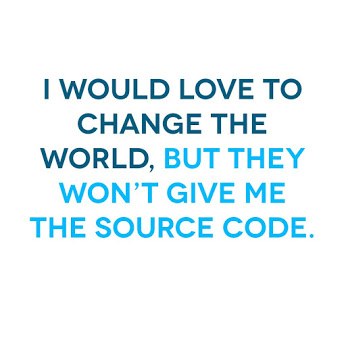 I WOULD LOVE TO
CHANGE THE
WORLD, BUT THEY
WON’T GIVE ME
THE SOURCE CODE.